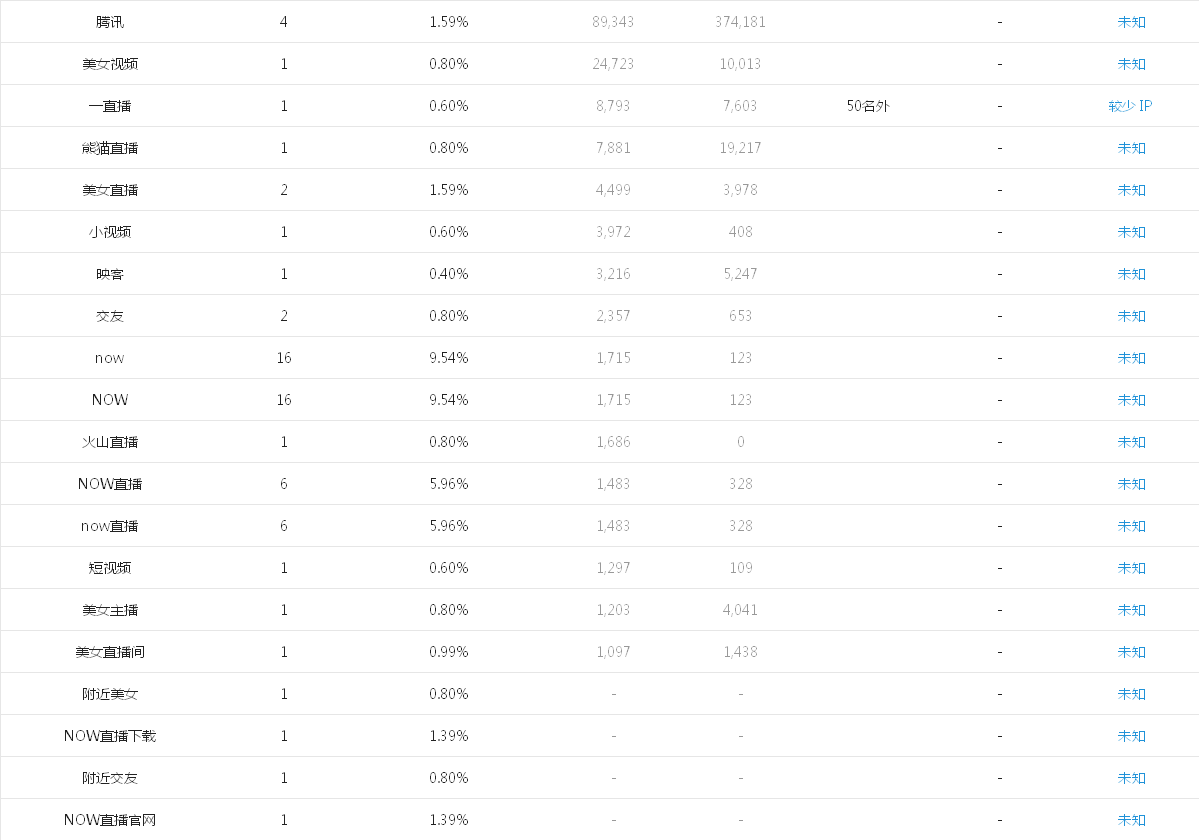 腾讯 4 1.59% 89,343 374,181 - 未知
美女视频 1 0.80% 24,723 10,013 - 未知
一直播 1 0.60% 8,793 7,603 50名外 - 较少 IP
熊猫直播 1 0.80% 7,881 19,217 - 未知
美女直播 2 1.59% 4,499 3,978 - 未知
小视频 1 0.60% 3,972 408 - 未知
映客 1 0.40% 3,216 5,247 - 未知
交友 2 0.80% 2,357 653 - 未知
now 16 9.54% 1,715 123 - 未知
NOW 16 9.54% 1,715 123 - 未知
火山直播 1 0.80% 1,686 0 - 未知
NOW直播 6 5.96% 1,483 328 - 未知
now直播 6 5.96% 1,483 328 - 未知
短视频 1 0.60% 1,297 109 - 未知
美女主播 1 0.80% 1,203 4,041 - 未知
美女直播间 1 0.99% 1,097 1,438 - 未知
附近美女 1 0.80% - - - 未知
NOW直播下载 1 1.39% - - - 未知
附近交友 1 0.80% - - - 未知
NOW直播官网 1 1.39% - - - 未知